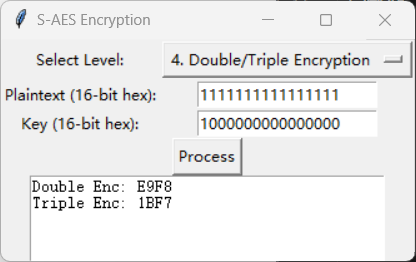 S-AES Encryption
Select Level: 4. Double/Triple Encryption
Plaintext (16-bit hex): 1111111111111111
Key (16-bit hex): 1000000000000000
Process
Double Enc: E9F8
Triple Enc: 1BF7